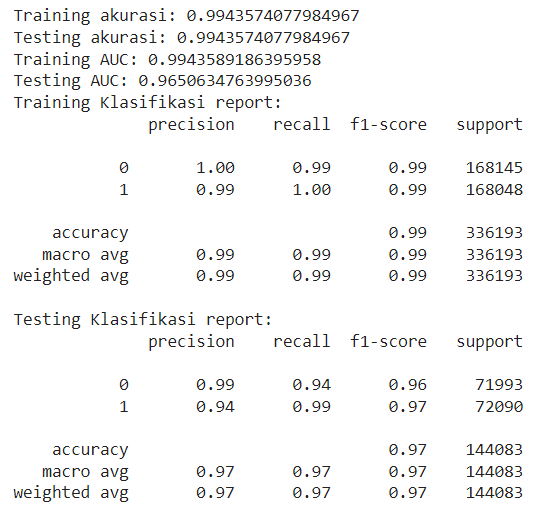 Training akurasi: 0.9943574077984967
Testing akurasi: 0.9943574077984967
Training AUC: 0.9943589186395958
Testing AUC: 0.9650634763995036
Training Klasifikasi report:
precision recall f1-score support
0 1.00 0.99 0.99 168145
1 0.99 1.00 0.99 168048
accuracy 0.99 336193
macro avg 0.99 0.99 0.99 336193
weighted avg 0.99 0.99 0.99 336193
Testing Klasifikasi report:
precision recall f1-score support
0 0.99 0.94 0.96 71993
1 0.94 0.99 0.97 72090
accuracy 0.97 144083
macro avg 0.97 0.97 0.97 144083
weighted avg 0.97 0.97 0.97 144083